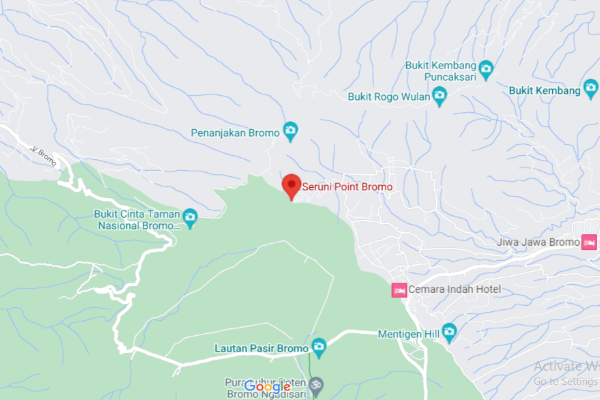 Bukit Kembang
Puncaksari
Bukit Rogo Wulan
Bukit Kembang
Penanjakan Bromo
Bromo
Seruni Point Bromo
Bukit Cinta Taman
Nasional Bromo...
Jiwa Jawa Bromo
Cemara Indah Hotel
Mentigen Hill
Lautan Pasir Bromo
Activate W
Go to Settings
Pura Luhur Poten
Bromo Ngadisari
Google